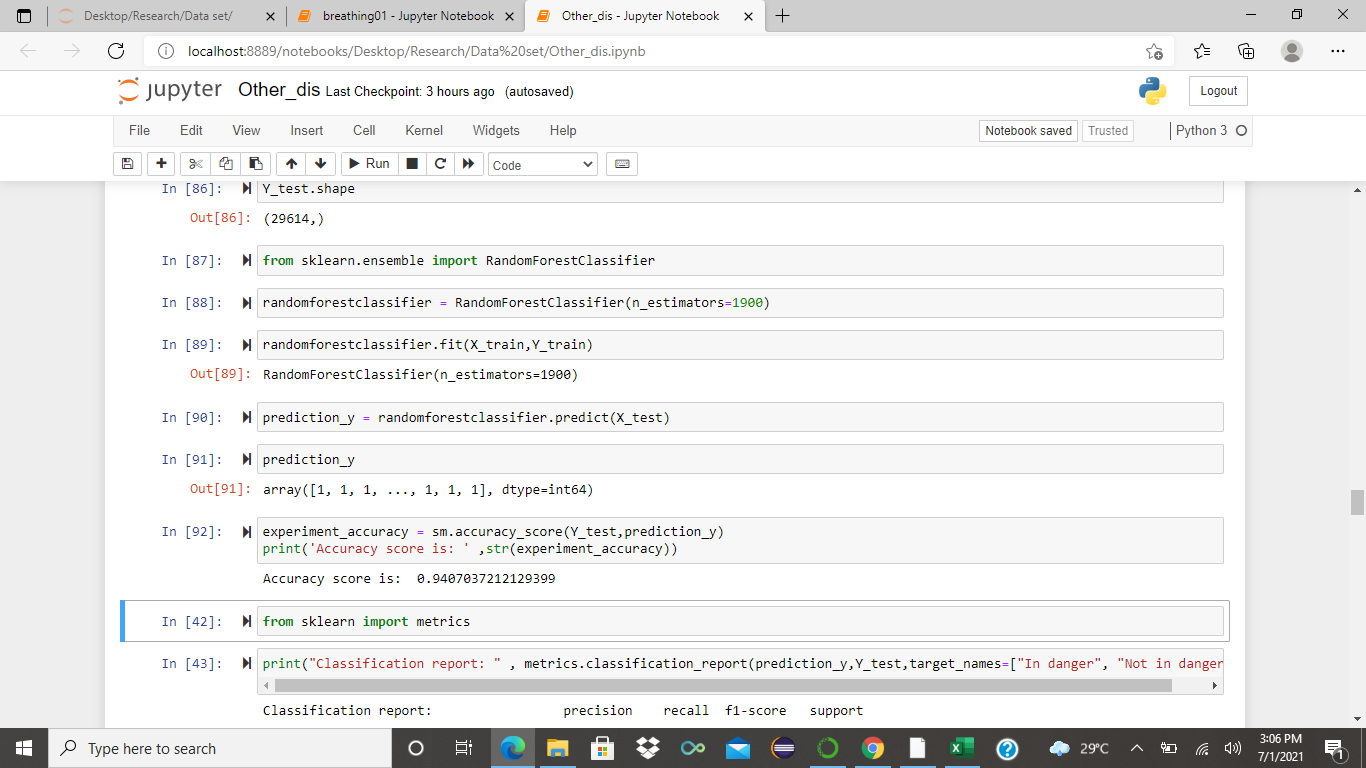 Desktop/Research/Data set/
breathing01 - Jupyter Notebook
Other_dis - Jupyter Notebook
localhost:8889/notebooks/Desktop/Research/Data%20set/Other_dis.ipynb
jupyter Other_dis Last Checkpoint: 3 hours ago (autosaved)
Logout
File Edit View Insert Cell Kernel Widgets Help
Notebook saved Trusted Python 3
Run Code
In [86]: Y_test.shape
Out[86]: (29614,)
In [87]: from sklearn.ensemble import RandomForestClassifier
In [88]: randomforestclassifier = RandomForestClassifier(n_estimators=1900)
In [89]: randomforestclassifier.fit(X_train,Y_train)
Out[89]: RandomForestClassifier(n_estimators=1900)
In [90]: prediction_y = randomforestclassifier.predict(X_test)
In [91]: prediction_y
Out[91]: array([1, 1, 1, ..., 1, 1, 1], dtype=int64)
In [92]: experiment_accuracy = sm.accuracy_score(Y_test,prediction_y)
print('Accuracy score is: ' ,str(experiment_accuracy))
Accuracy score is:  0.9407037212129399
In [42]: from sklearn import metrics
In [43]: print("Classification report: " , metrics.classification_report(prediction_y,Y_test,target_names=["In danger", "Not in danger
Classification report: precision recall f1-score support
Type here to search
29°C
3:06 PM
7/1/2021
1